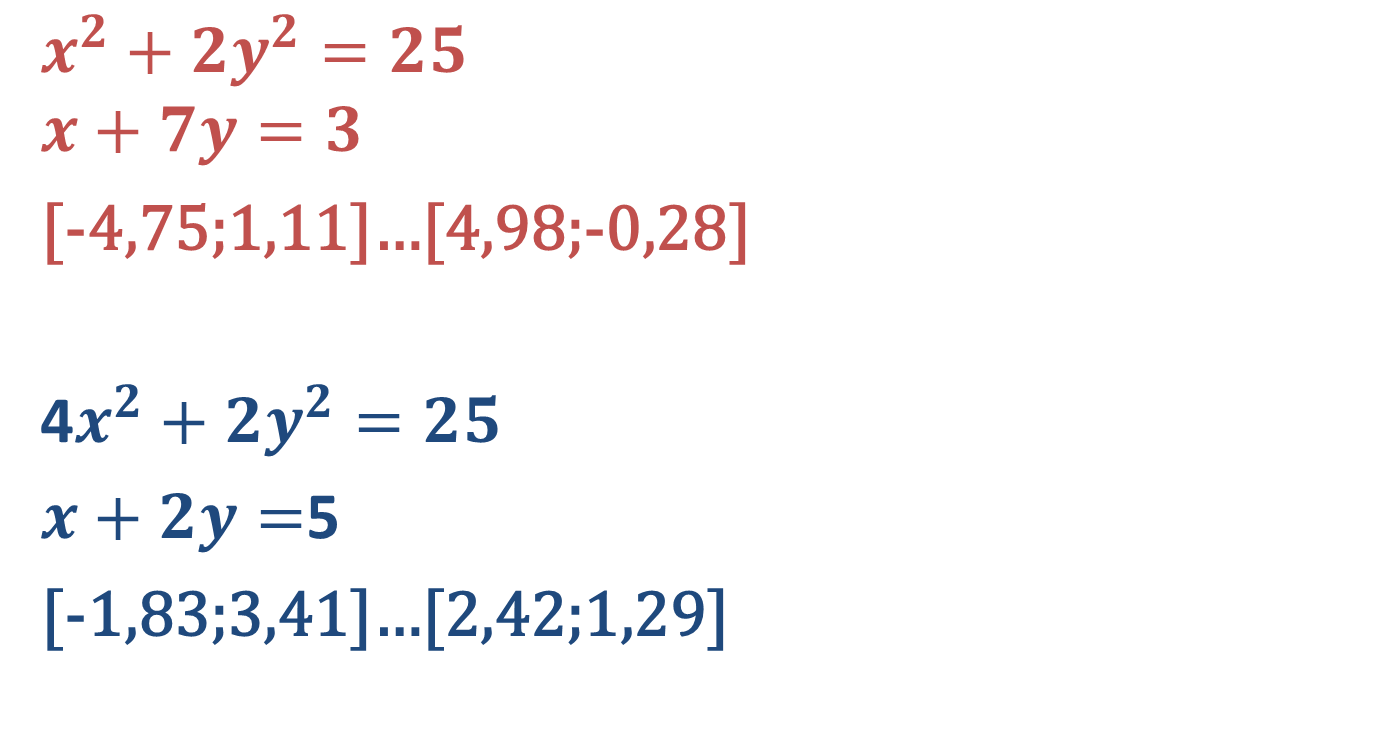 x² + 2y² = 25
x + 7y = 3
[-4,75;1,11]...[4,98;-0,28]
4x² + 2y² = 25
x + 2y =5
[-1,83;3,41]...[2,42;1,29]